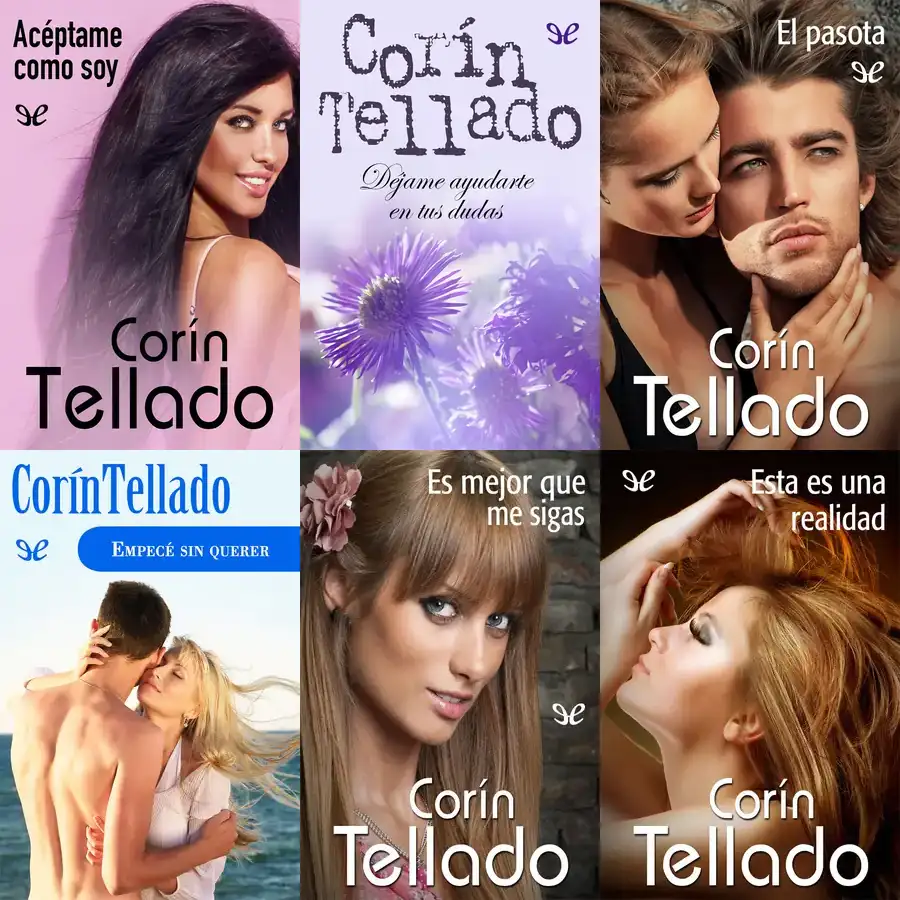 Acéptame
como soy
Corín
Tellado
Corín
Tellado
Déjame ayudarte
en tus dudas
El pasota
Corín
Tellado
CorínTellado
Empecé sin querer
Es mejor que
me sigas
Corín
Tellado
Esta es una
realidad
Corín
Tellado